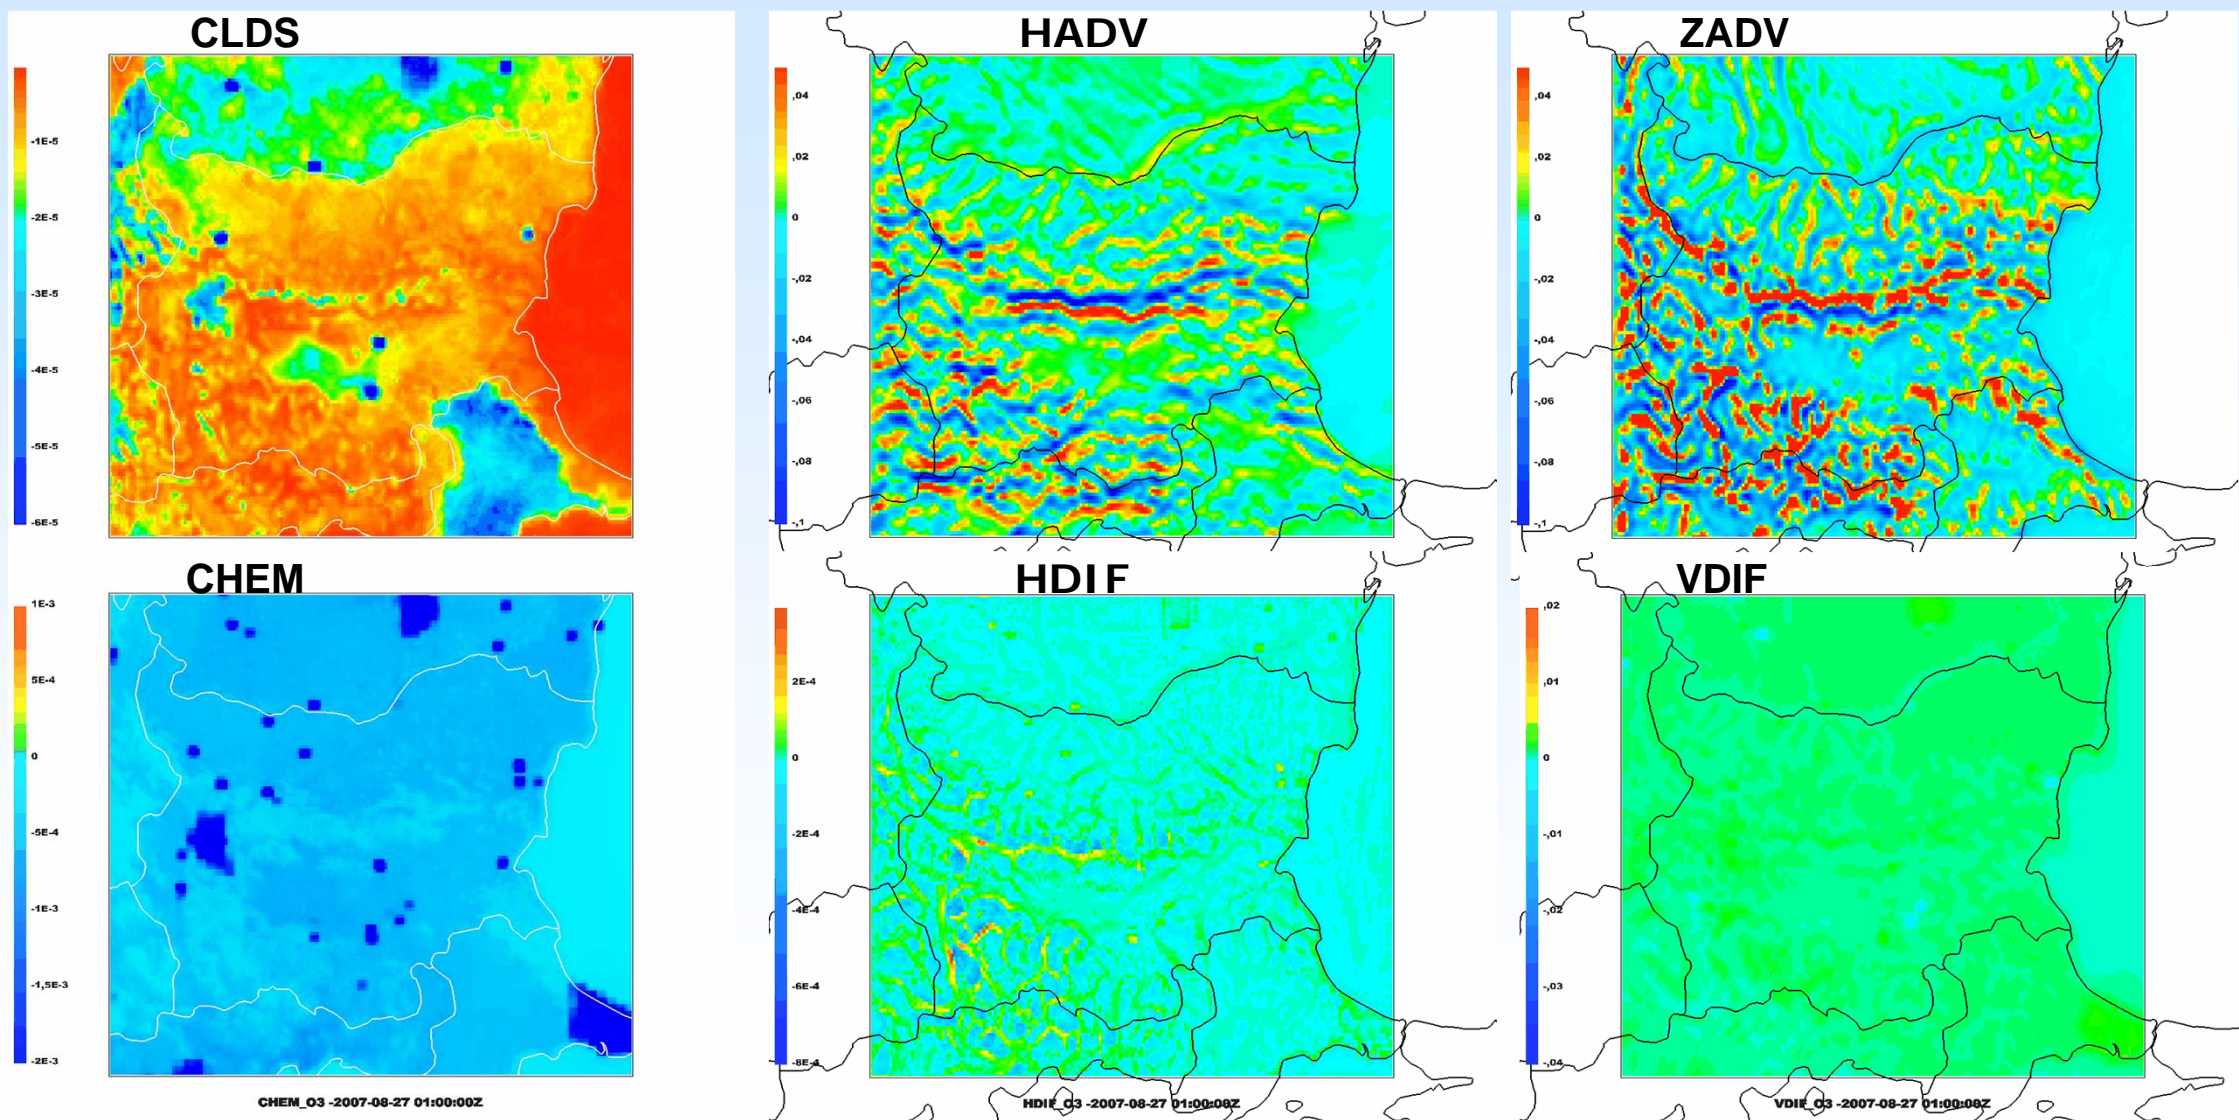 CLDS
HADV
ZADV
-1E-5
-2E-5
-3E-5
-4E-5
-5E-5
-6E-5
,04
,02
0
-,02
-,04
-,06
-,08
-,1
,04
,02
0
-,02
-,04
-,06
-,08
-,1
CHEM
HDIF
VDIF
1E-3
5E-4
0
-5E-4
-1E-3
-1,5E-3
-2E-3
2E-4
0
-2E-4
-4E-4
-6E-4
-8E-4
,02
,01
0
-,01
-,02
-,03
-,04
CHEM_O3 -2007-08-27 01:00:00Z
HDIF_O3 -2007-08-27 01:00:00Z
VDIF_O3 -2007-08-27 01:00:00Z